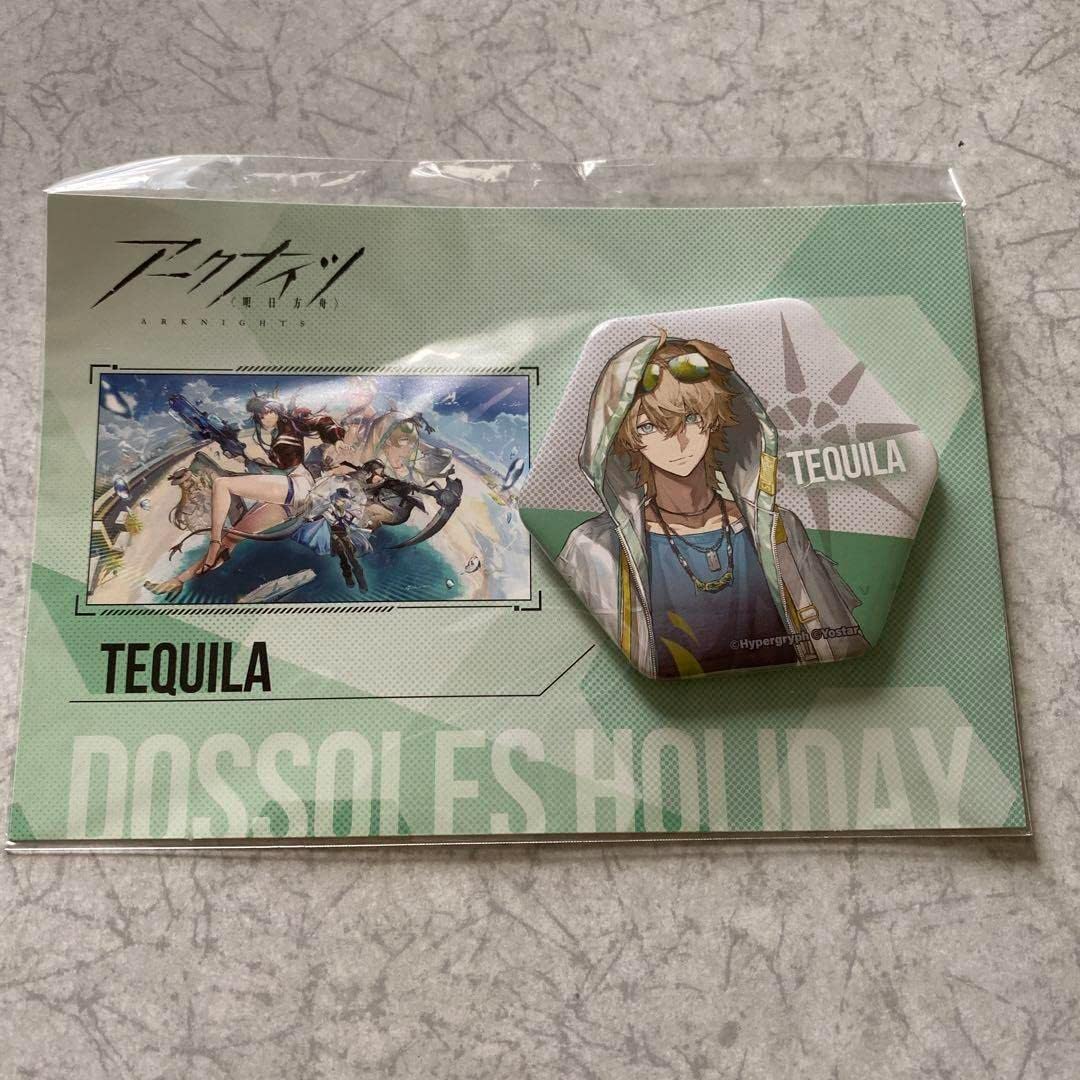 アークナイツ
〈明日方舟〉
ARKNIGHTS
TEQUILA
©Hypergryph ©Yostar
TEQUILA
DOSSOLES HOLIDAY